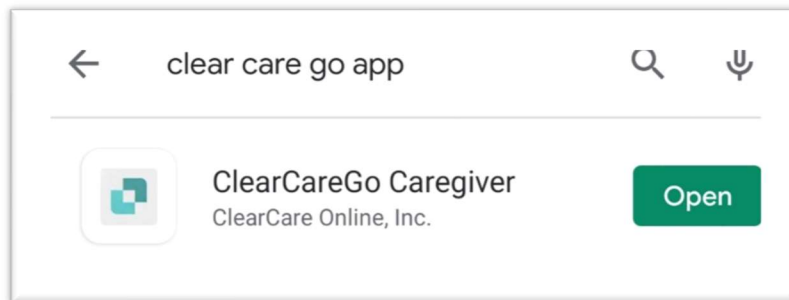 clear care go app
ClearCareGo Caregiver
ClearCare Online, Inc.
Open